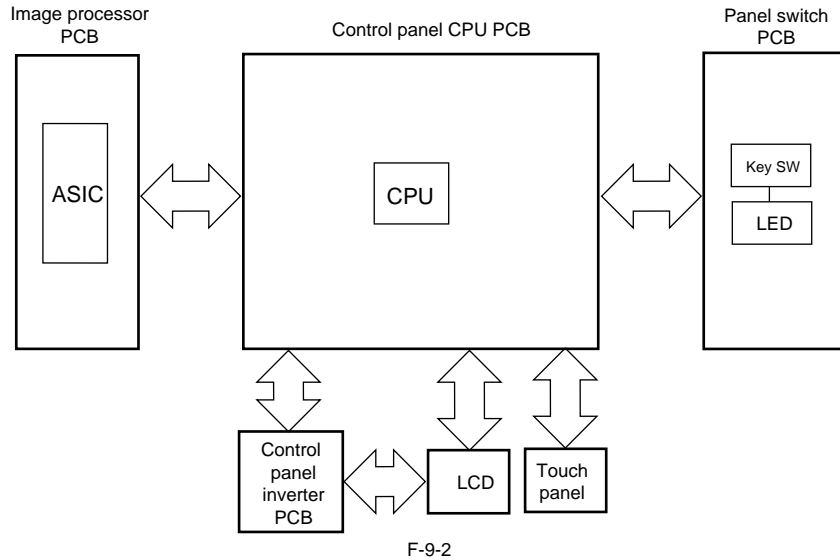 Image processor
PCB
Control panel CPU PCB
Panel switch
PCB
ASIC
CPU
Key SW
LED
Control
panel
inverter
PCB
LCD
Touch
panel
F-9-2